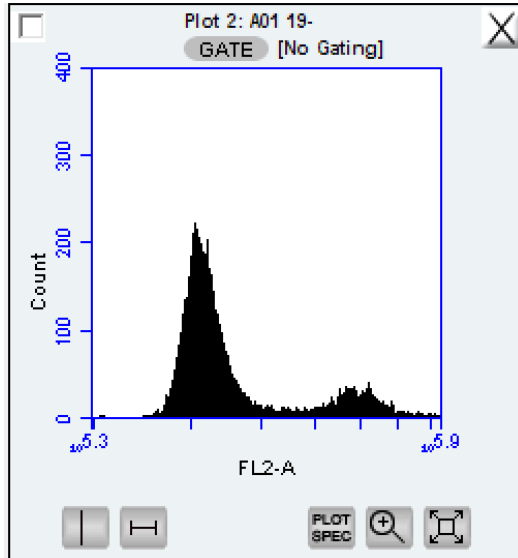 Plot 2: A01 19-
GATE [No Gating]
X
400
300
200
100
0
Count
10^5.3
10^5.9
FL2-A
PLOT
SPEC